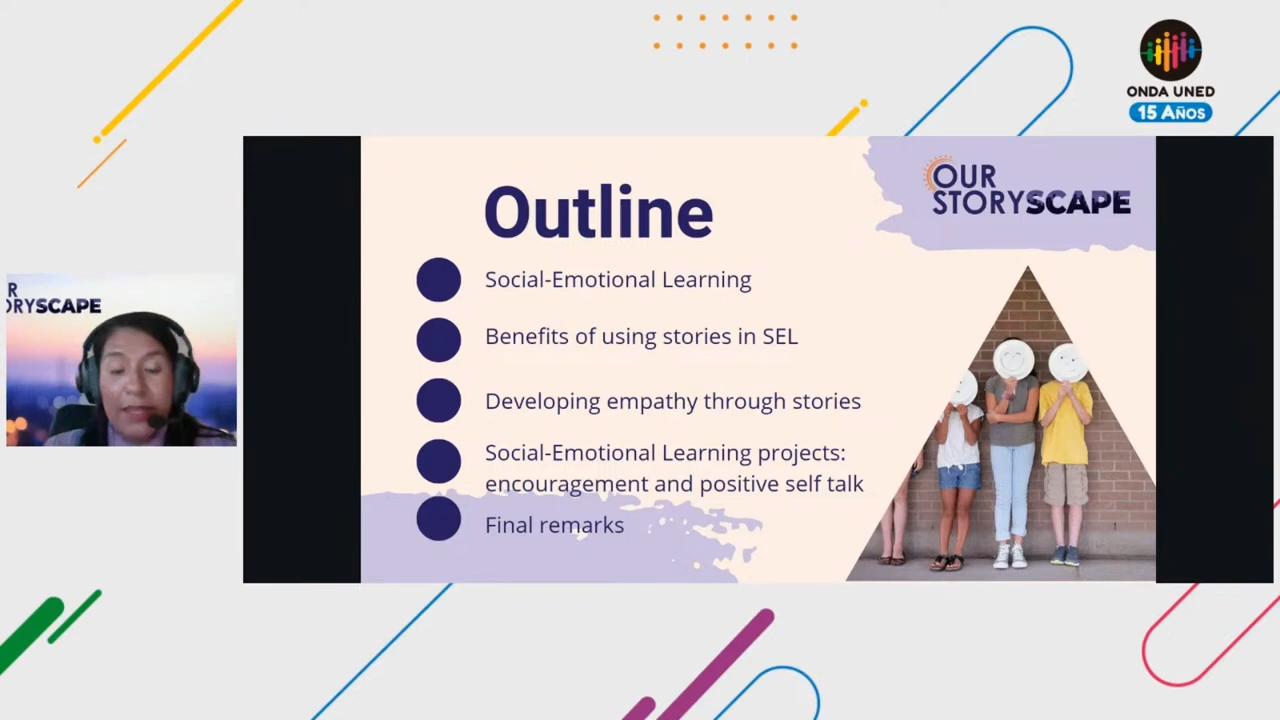 ONDA UNED
15 AÑOS
OUR
STORYSCAPE
Outline
Social-Emotional Learning
Benefits of using stories in SEL
Developing empathy through stories
Social-Emotional Learning projects:
encouragement and positive self talk
Final remarks
R
ORYSCAPE